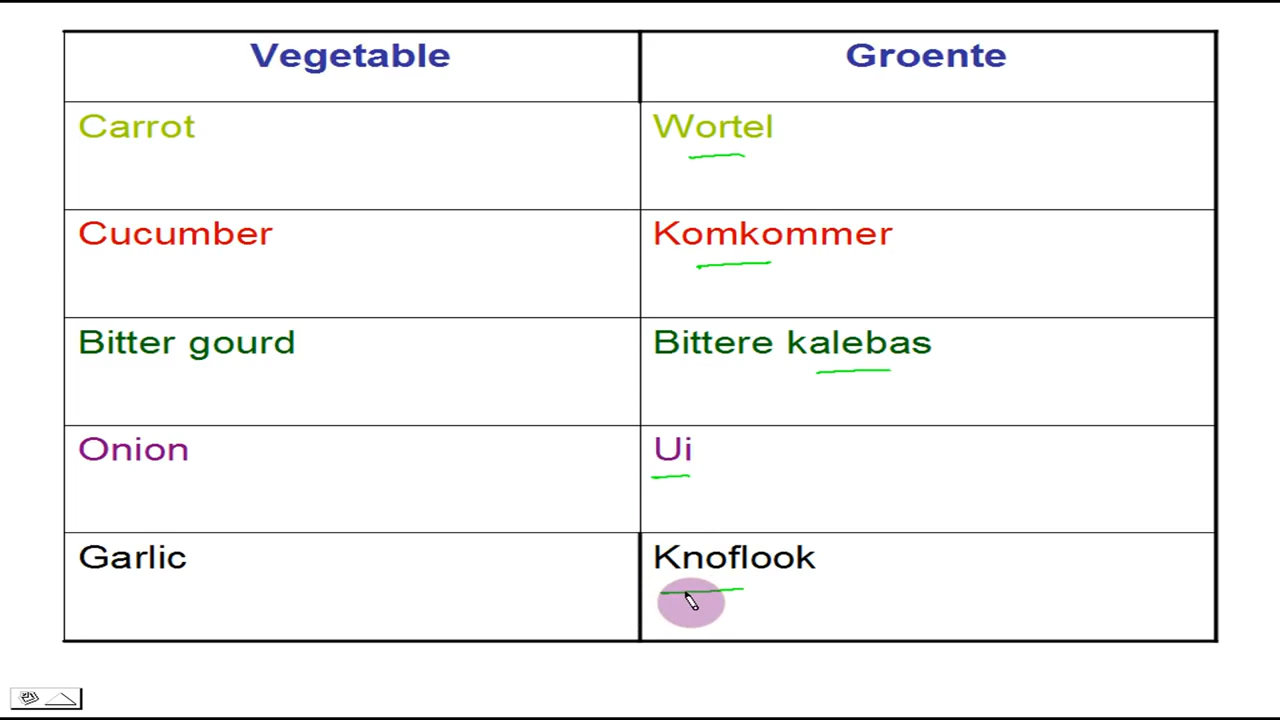 Vegetable Groente
Carrot Wortel
Cucumber Komkommer
Bitter gourd Bittere kalebas
Onion Ui
Garlic Knoflook